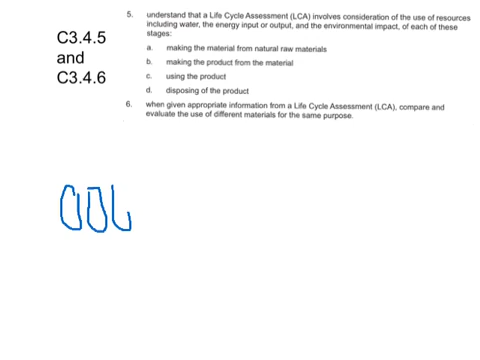 C3.4.5
and
C3.4.6
5. understand that a Life Cycle Assessment (LCA) involves consideration of the use of resources
including water, the energy input or output, and the environmental impact, of each of these
stages:
a. making the material from natural raw materials
b. making the product from the material
c. using the product
d. disposing of the product
6. when given appropriate information from a Life Cycle Assessment (LCA), compare and
evaluate the use of different materials for the same purpose.